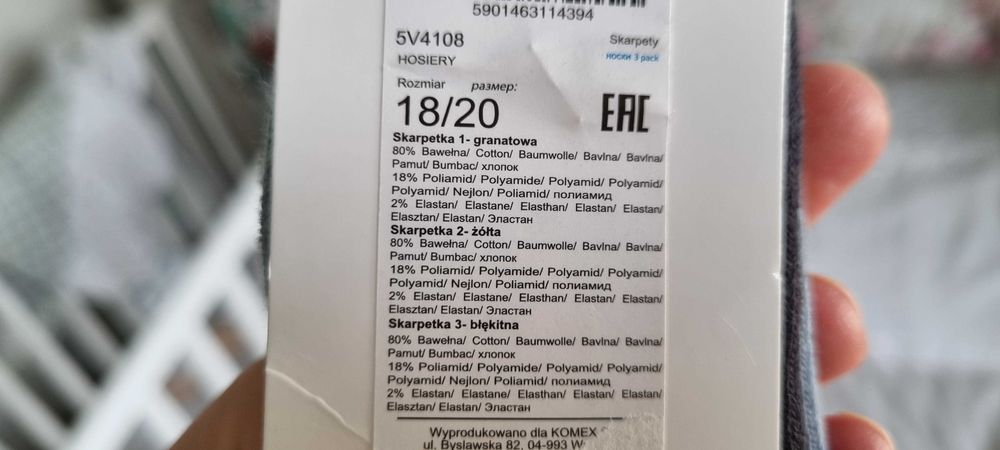 5901463114394
5V4108
Skarpety
HOSIERY
носки 3 pack
Rozmiar размер:
18/20
EAC
Skarpetka 1- granatowa
80% Bawełna/ Cotton/ Baumwolle/ Bavlna/ Bavlna/
Pamut/ Bumbac/ хлопок
18% Poliamid/ Polyamide/ Polyamid/ Polyamid/
Polyamid/ Nejlon/ Poliamid/ полиамид
2% Elastan/ Elastane/ Elasthan/ Elastan/ Elastan/
Elasztan/ Elastan/ Эластан
Skarpetka 2- żółta
80% Bawełna/ Cotton/ Baumwolle/ Bavlna/ Bavlna/
Pamut/ Bumbac/ хлопок
18% Poliamid/ Polyamide/ Polyamid/ Polyamid/
Polyamid/ Nejlon/ Poliamid/ полиамид
2% Elastan/ Elastane/ Elasthan/ Elastan/ Elastan/
Elasztan/ Elastan/ Эластан
Skarpetka 3- błękitna
80% Bawełna/ Cotton/ Baumwolle/ Bavlna/ Bavlna/
Pamut/ Bumbac/ хлопок
18% Poliamid/ Polyamide/ Polyamid/ Polyamid/
Polyamid/ Nejlon/ Poliamid/ полиамид
2% Elastan/ Elastane/ Elasthan/ Elastan/ Elastan/
Elasztan/ Elastan/ Эластан
Wyprodukowano dla KOMEX
ul. Bysławska 82, 04-993